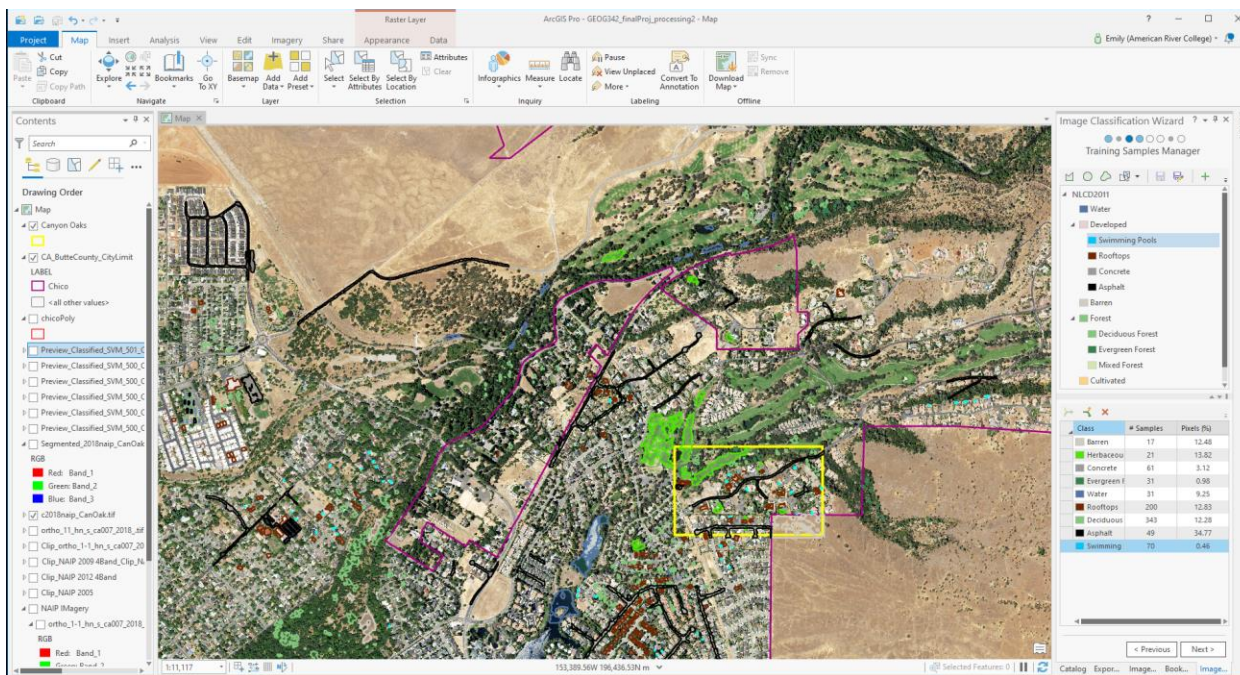 Raster Layer
ArcGIS Pro - GEOG342_finalProj_processing2 - Map
? − □ ×
Project Map Insert Analysis View Edit Imagery Share Appearance Data
Emily (American River College)
Paste Cut Copy Copy Path
Clipboard
Explore Bookmarks Go To XY
Navigate
Basemap Add Data Add Preset
Layer
Select Select By Attributes Select By Location Attributes Clear
Selection
Infographics Measure Locate
Inquiry
Pause View Unplaced More Convert To Annotation
Labeling
Download Map Sync Remove
Offline
Contents
Search
Drawing Order
Map
Canyon Oaks
CA_ButteCounty_CityLimit
LABEL
Chico
<all other values>
chicoPoly
Preview_Classified_SVM_501_C
Preview_Classified_SVM_500_C
Preview_Classified_SVM_500_C
Preview_Classified_SVM_500_C
Preview_Classified_SVM_500_C
Preview_Classified_SVM_500_C
Segmented_2018naip_CanOak
RGB
Red: Band_1
Green: Band_2
Blue: Band_3
c2018naip_CanOak.tif
ortho_11_hn_s_ca007_2018_.tif
Clip_ortho_1-1_hn_s_ca007_20
Clip_NAIP 2009 4Band_Clip_N
Clip_NAIP 2012 4Band
Clip_NAIP 2005
NAIP IMagery
ortho_1-1_hn_s_ca007_2018_
RGB
Red: Band_1
Green: Band_2
Map
1:11,117
153,389.56W 196,436.53N m
Selected Features: 0
Image Classification Wizard
Training Samples Manager
NLCD2011
Water
Developed
Swimming Pools
Rooftops
Concrete
Asphalt
Barren
Forest
Deciduous Forest
Evergreen Forest
Mixed Forest
Cultivated
Class # Samples Pixels (%)
Barren 17 12.48
Herbaceou 21 13.82
Concrete 61 3.12
Evergreen F 31 0.98
Water 31 9.25
Rooftops 200 12.83
Deciduous 343 12.28
Asphalt 49 34.77
Swimming 70 0.46
< Previous Next >
Catalog Expor... Image... Book... Image...